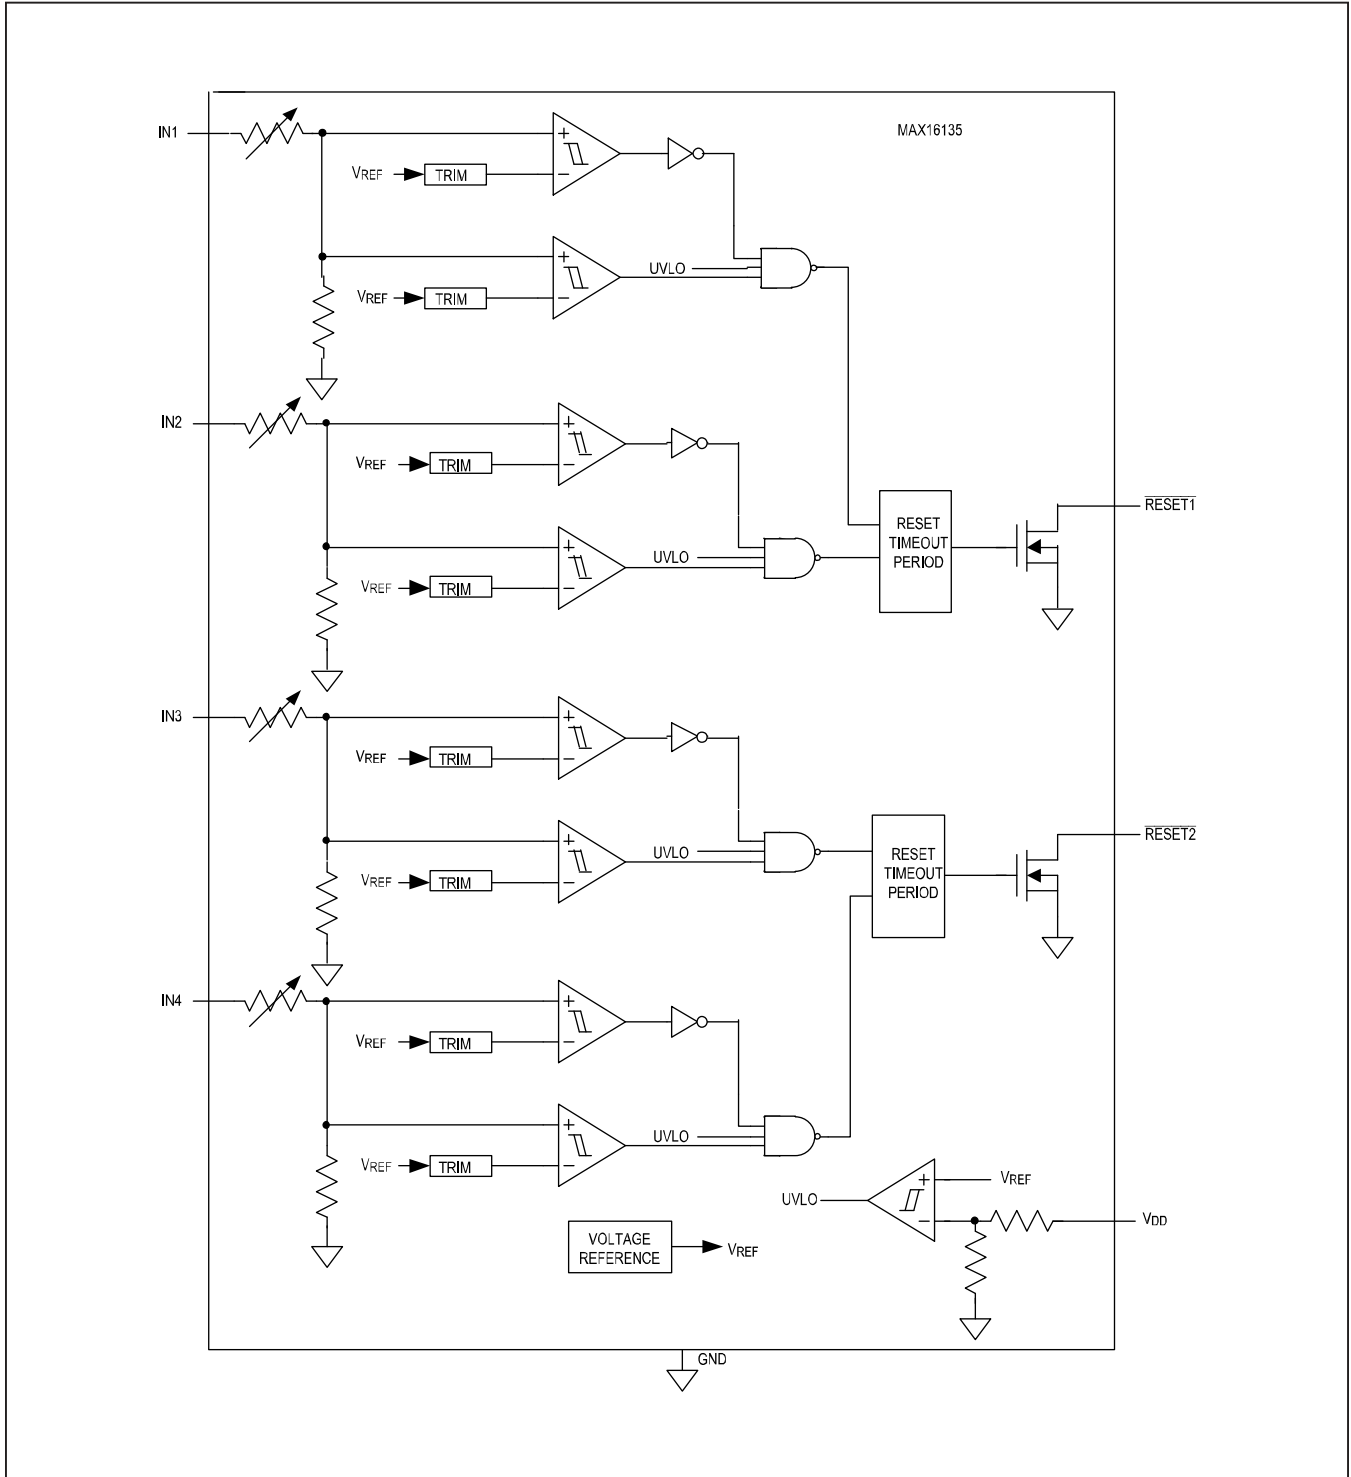 MAX16135
IN1
+
VREF
TRIM
−
+
UVLO
VREF
TRIM
−
IN2
+
VREF
TRIM
−
RESET1
RESET
TIMEOUT
PERIOD
+
UVLO
VREF
TRIM
−
IN3
+
VREF
TRIM
−
RESET2
+
UVLO
RESET
TIMEOUT
PERIOD
VREF
TRIM
−
IN4
+
VREF
TRIM
−
+
UVLO
VREF
TRIM
−
+
VREF
UVLO
−
VDD
VOLTAGE
REFERENCE
VREF
GND